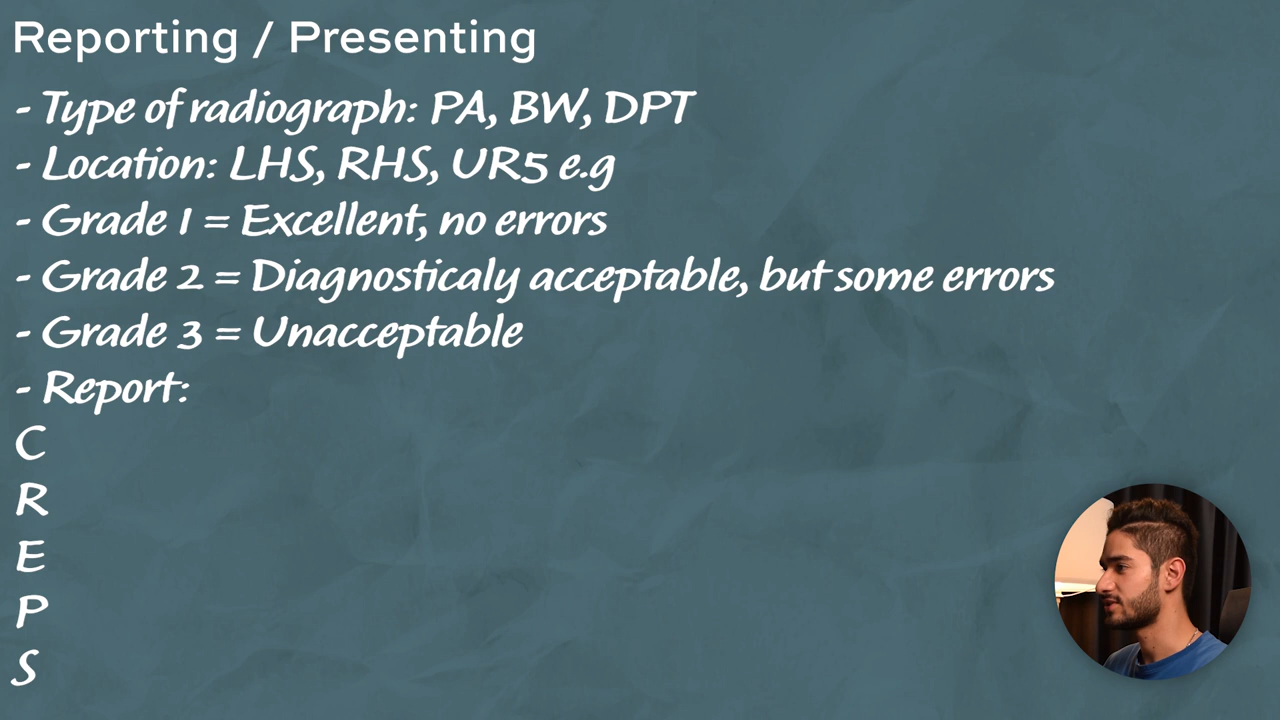 Reporting / Presenting
- Type of radiograph: PA, BW, DPT
- Location: LHS, RHS, UR5 e.g
- Grade 1 = Excellent, no errors
- Grade 2 = Diagnosticaly acceptable, but some errors
- Grade 3 = Unacceptable
- Report:
C
R
E
P
S